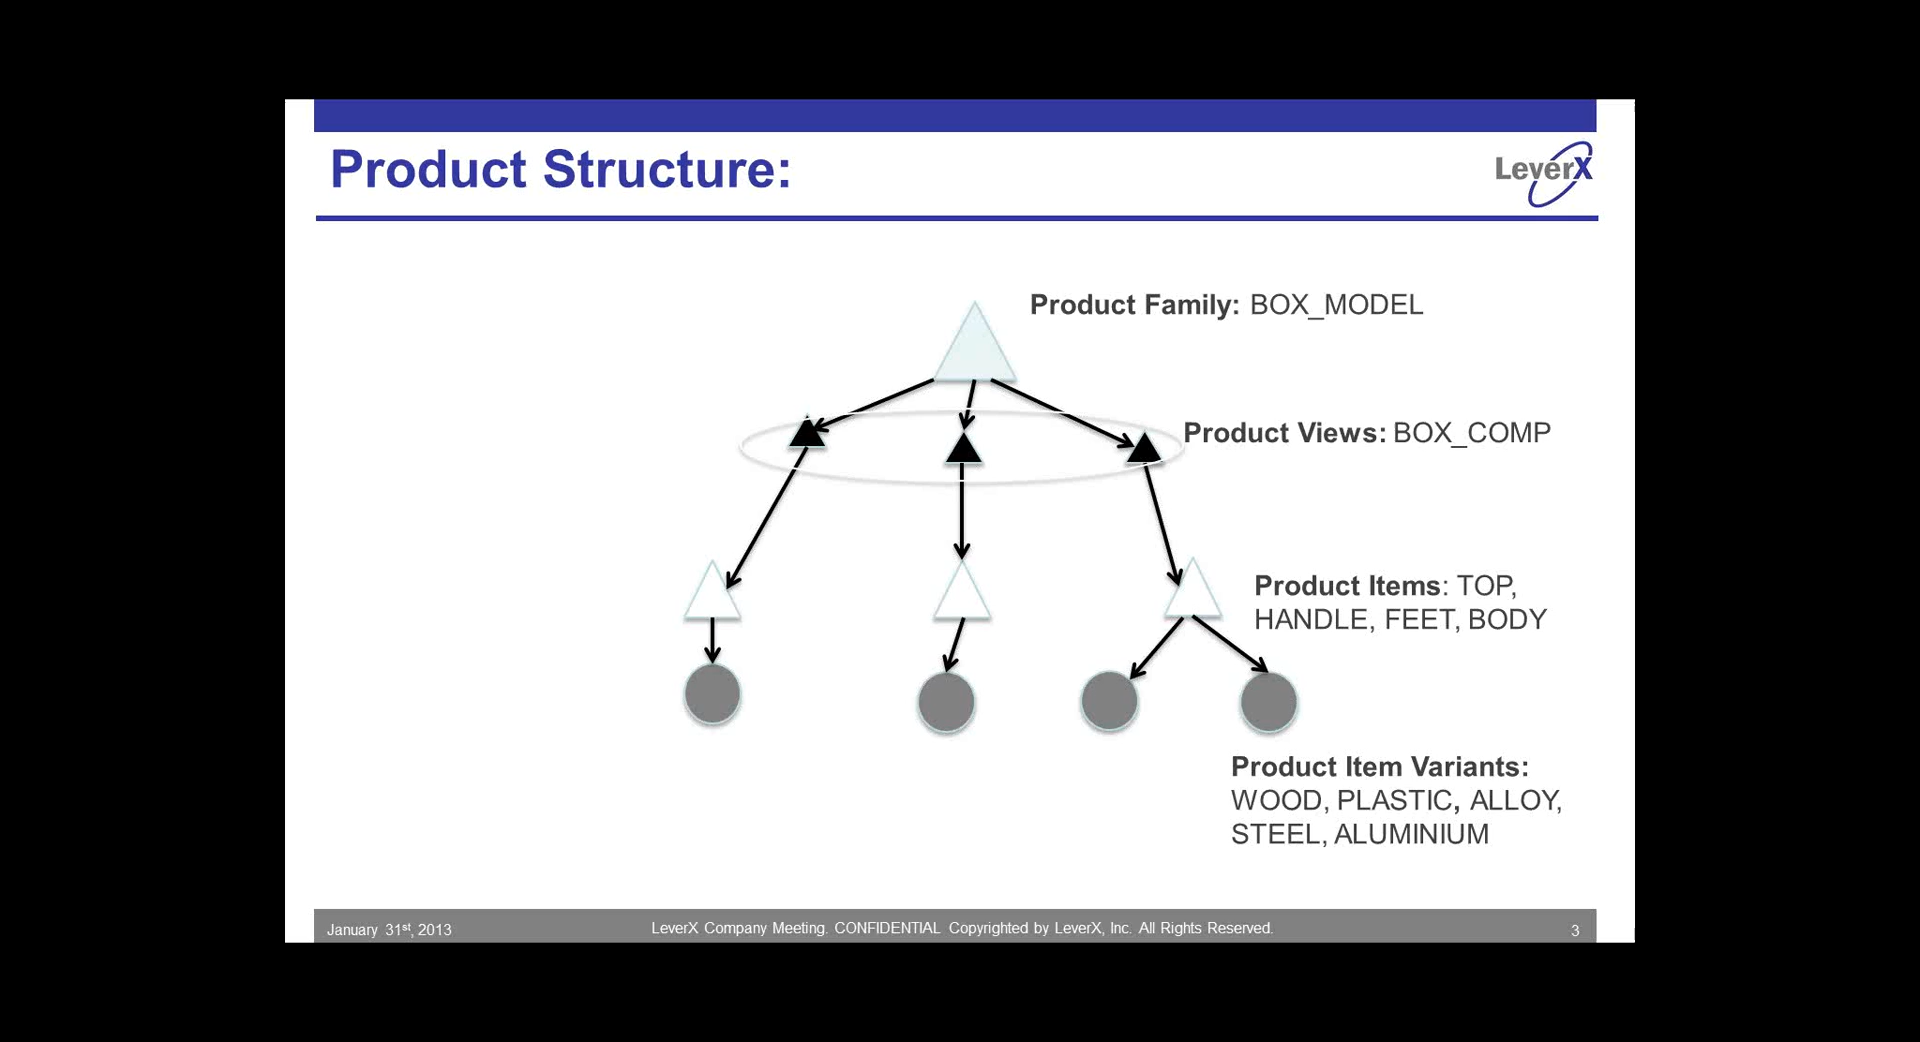 Product Structure:
LeverX
Product Family: BOX_MODEL
Product Views: BOX_COMP
Product Items: TOP,
HANDLE, FEET, BODY
Product Item Variants:
WOOD, PLASTIC, ALLOY,
STEEL, ALUMINIUM
January 31st, 2013
LeverX Company Meeting. CONFIDENTIAL Copyrighted by LeverX, Inc. All Rights Reserved.
3